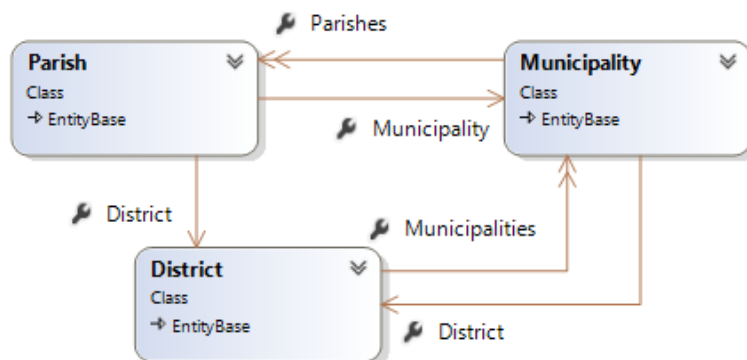 Parishes
Parish
Class
EntityBase
Municipality
Class
EntityBase
Municipality
District
Municipalities
District
Class
EntityBase
District